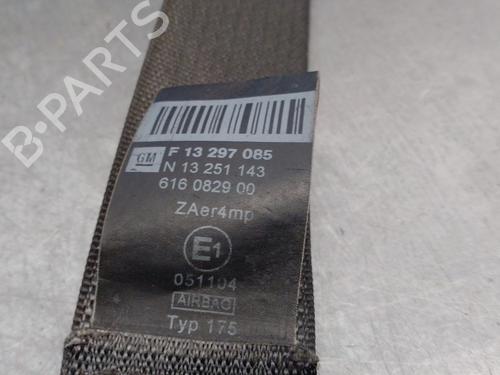 B-PARTS
GM F 13 297 085
N 13 251 143
616 0829 00
ZAer4mp
E1
051104
AIRBAG
Typ 175